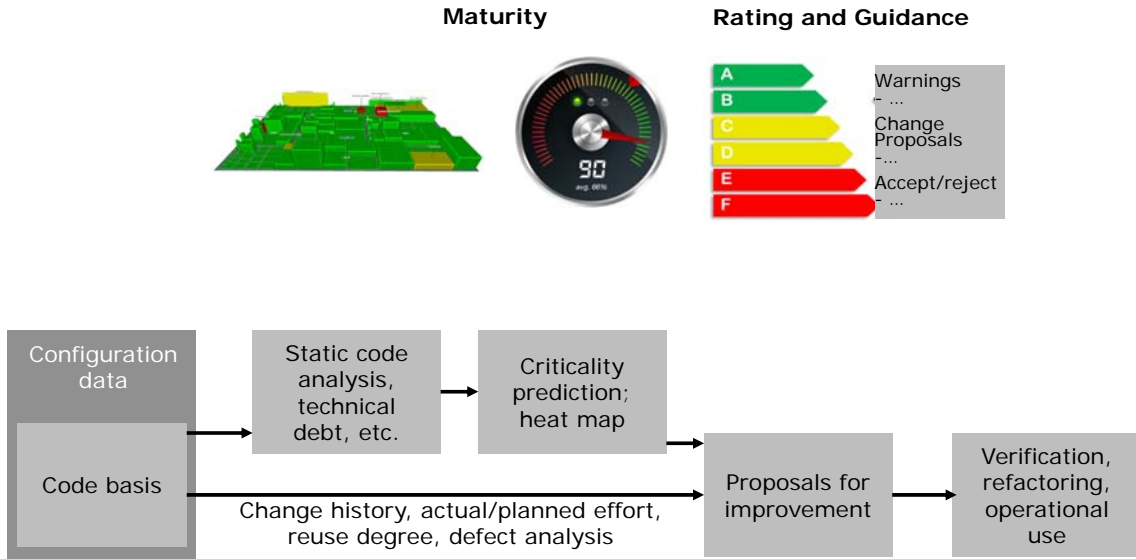 Maturity
Rating and Guidance
90
avg. 66%
A
B
C
D
E
F
Warnings
- ...
Change
Proposals
-...
Accept/reject
- ...
Configuration
data
Code basis
Static code
analysis,
technical
debt, etc.
Criticality
prediction;
heat map
Change history, actual/planned effort,
reuse degree, defect analysis
Proposals for
improvement
Verification,
refactoring,
operational
use